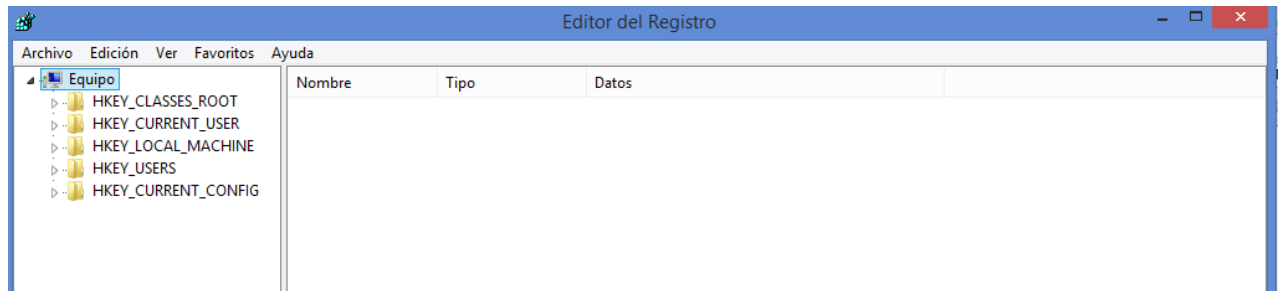 Editor del Registro
Archivo Edición Ver Favoritos Ayuda
Equipo
HKEY_CLASSES_ROOT
HKEY_CURRENT_USER
HKEY_LOCAL_MACHINE
HKEY_USERS
HKEY_CURRENT_CONFIG
Nombre Tipo Datos